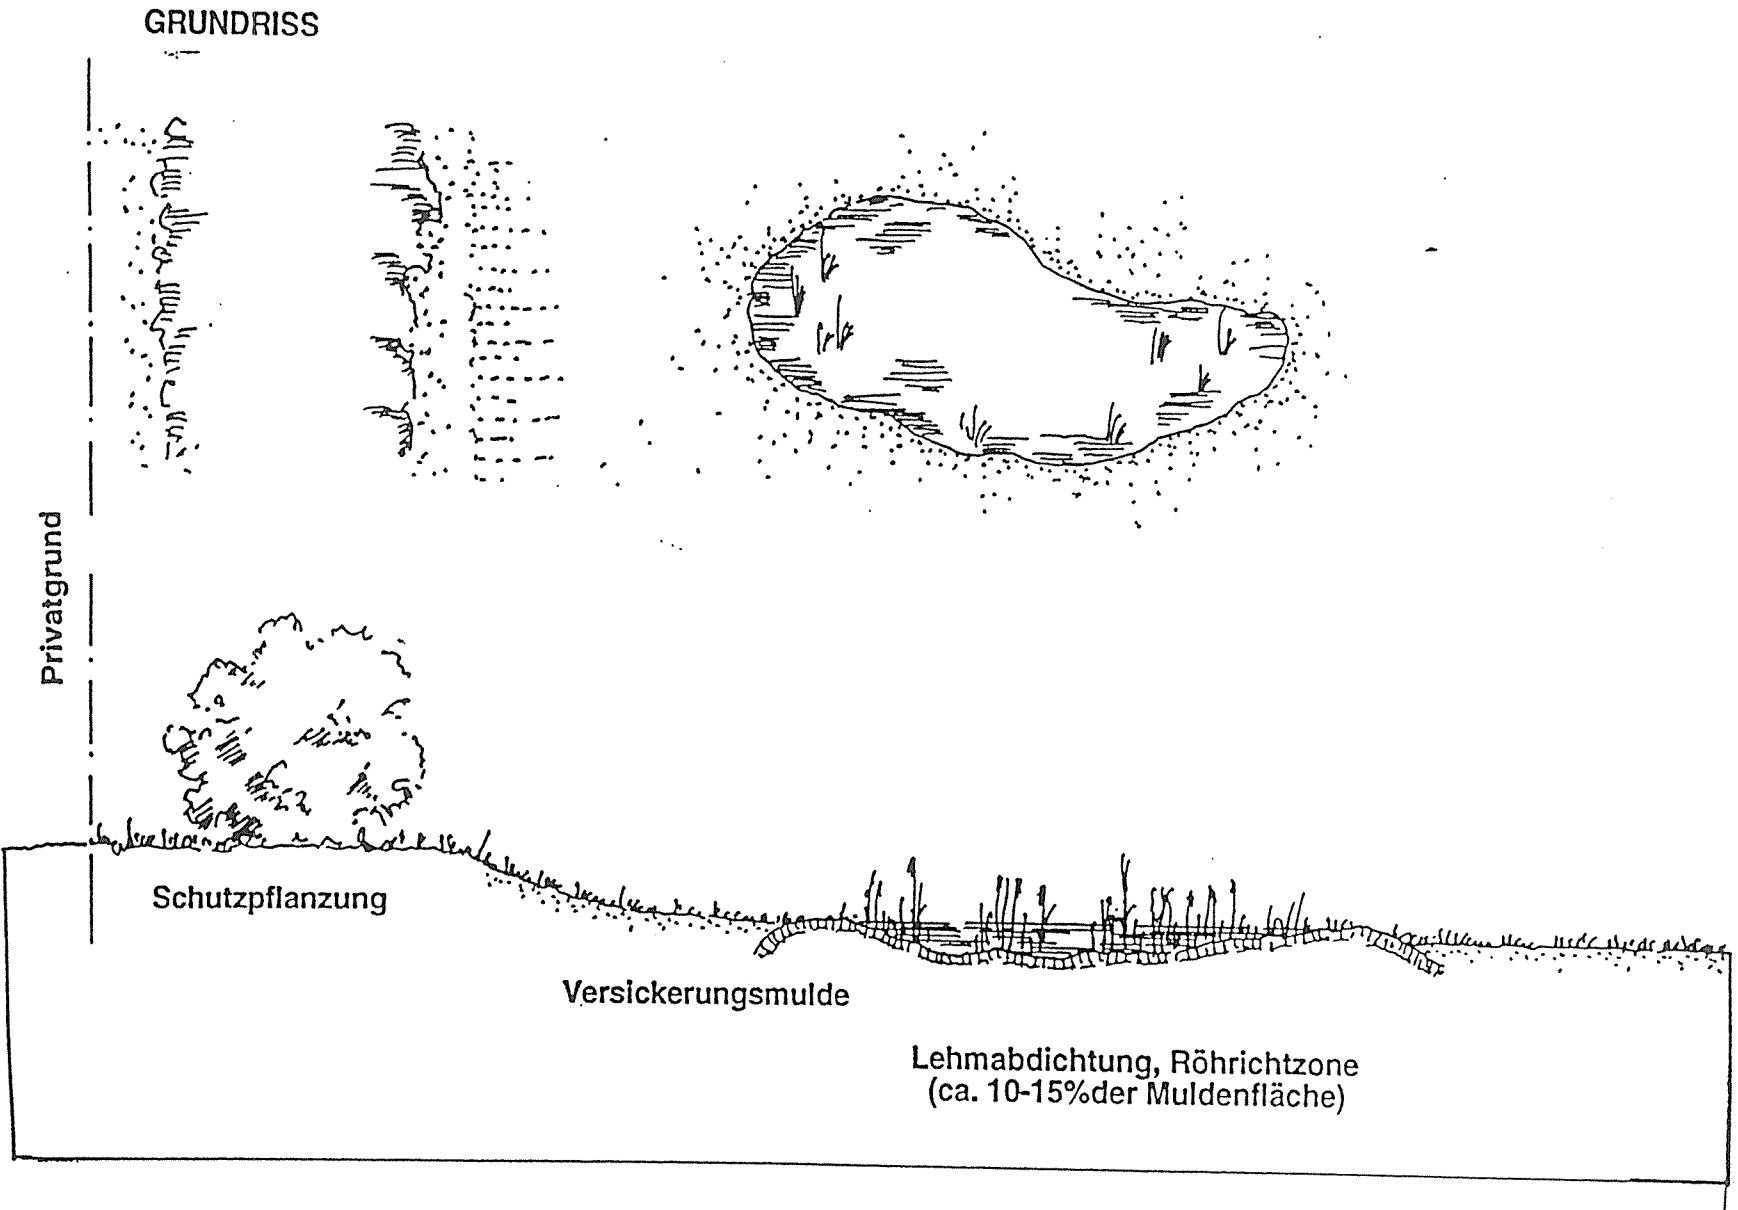 GRUNDRISS
Privatgrund
Schutzpflanzung
Versickerungsmulde
Lehmabdichtung, Röhrichtzone
(ca. 10-15%der Muldenfläche)